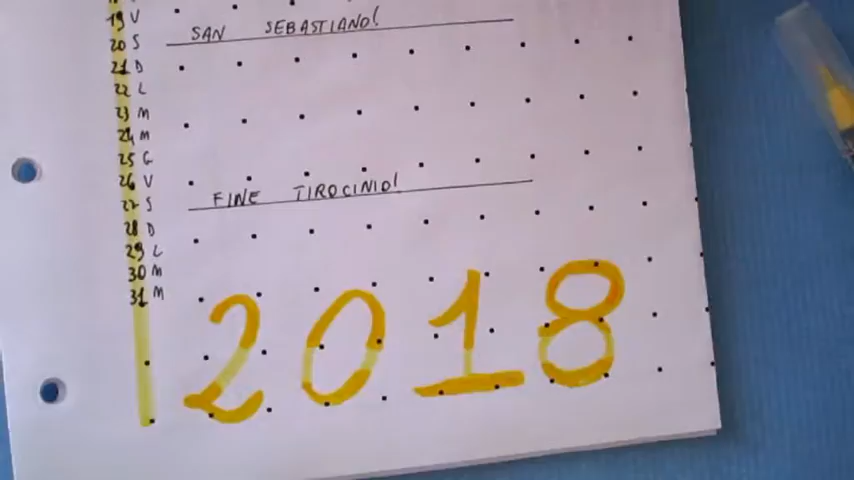 19 V
SAN SEBASTIANO!
20 S
21 D
22 L
23 M
24 M
25 G
26 V
FINE TIROCINIO!
27 S
28 D
29 L
30 M
31 M
2018